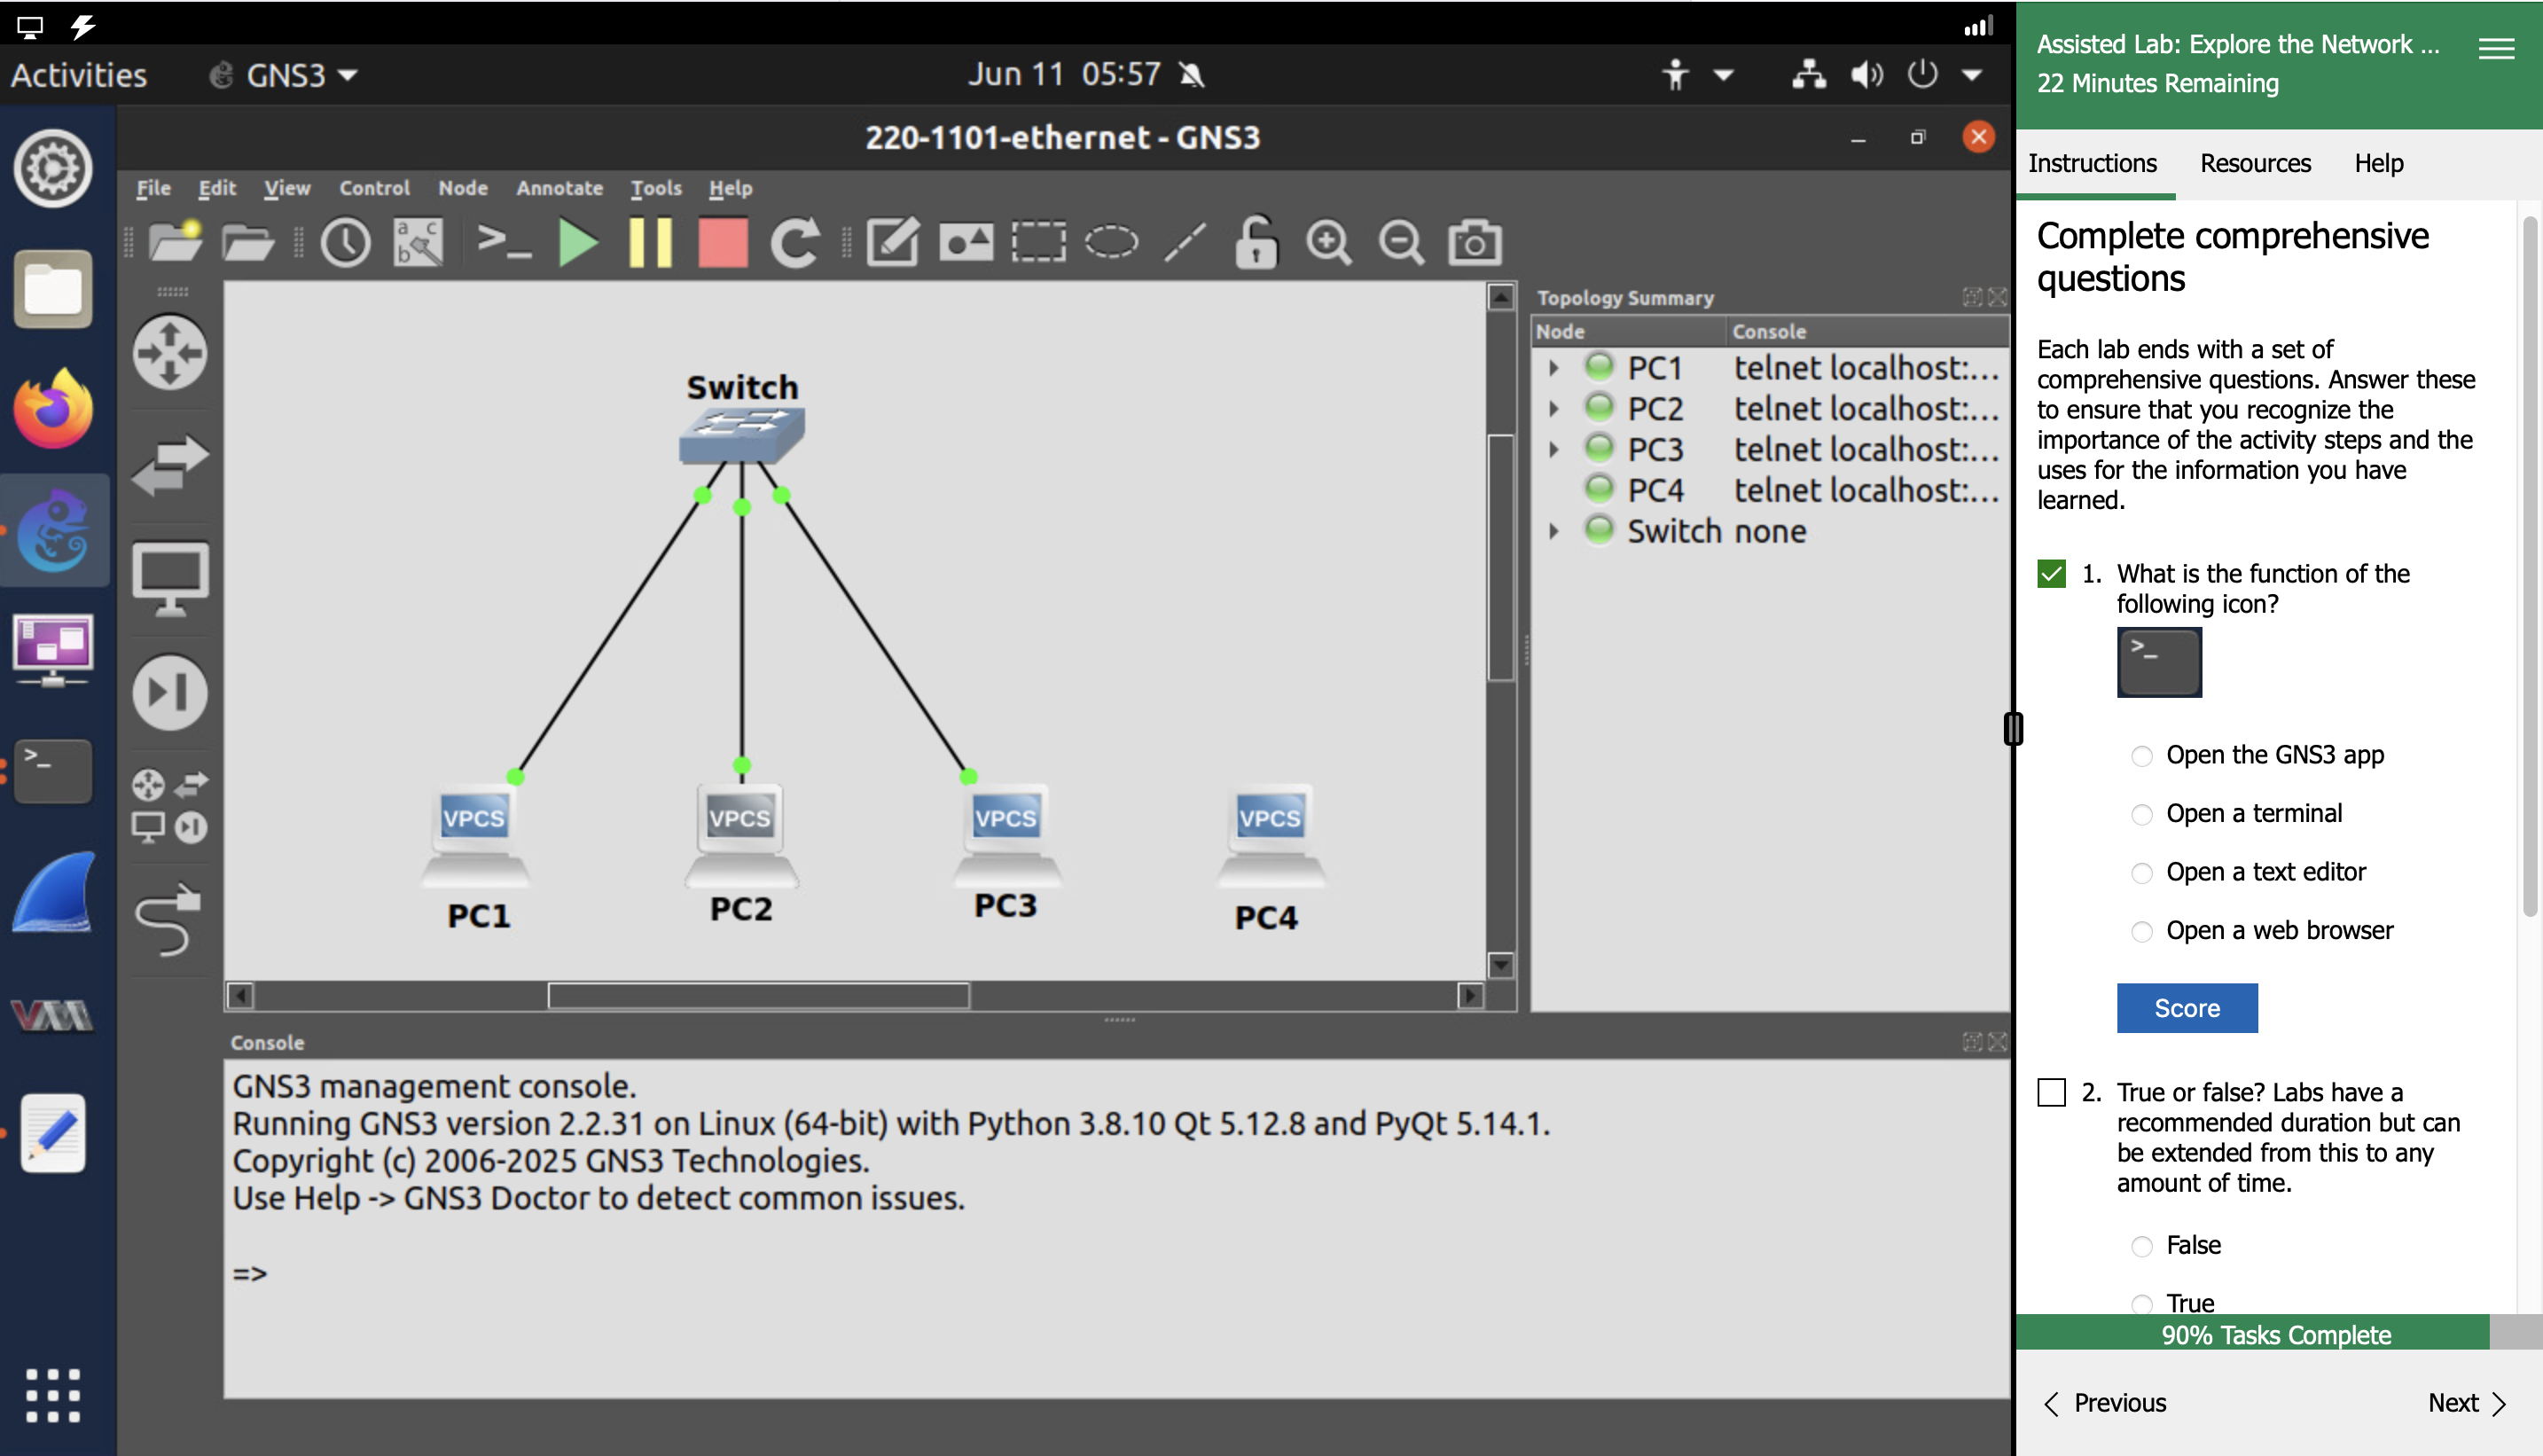 Activities
GNS3
Jun 11 05:57
220-1101-ethernet - GNS3
File Edit View Control Node Annotate Tools Help
a c
b
>_
Switch
VPCS
VPCS
VPCS
VPCS
PC1
PC2
PC3
PC4
Topology Summary
Node Console
PC1 telnet localhost:...
PC2 telnet localhost:...
PC3 telnet localhost:...
PC4 telnet localhost:...
Switch none
Console
GNS3 management console.
Running GNS3 version 2.2.31 on Linux (64-bit) with Python 3.8.10 Qt 5.12.8 and PyQt 5.14.1.
Copyright (c) 2006-2025 GNS3 Technologies.
Use Help -> GNS3 Doctor to detect common issues.
=>
Assisted Lab: Explore the Network ...
22 Minutes Remaining
Instructions Resources Help
Complete comprehensive
questions
Each lab ends with a set of
comprehensive questions. Answer these
to ensure that you recognize the
importance of the activity steps and the
uses for the information you have
learned.
1. What is the function of the
following icon?
>_
Open the GNS3 app
Open a terminal
Open a text editor
Open a web browser
Score
2. True or false? Labs have a
recommended duration but can
be extended from this to any
amount of time.
False
True
90% Tasks Complete
Previous
Next